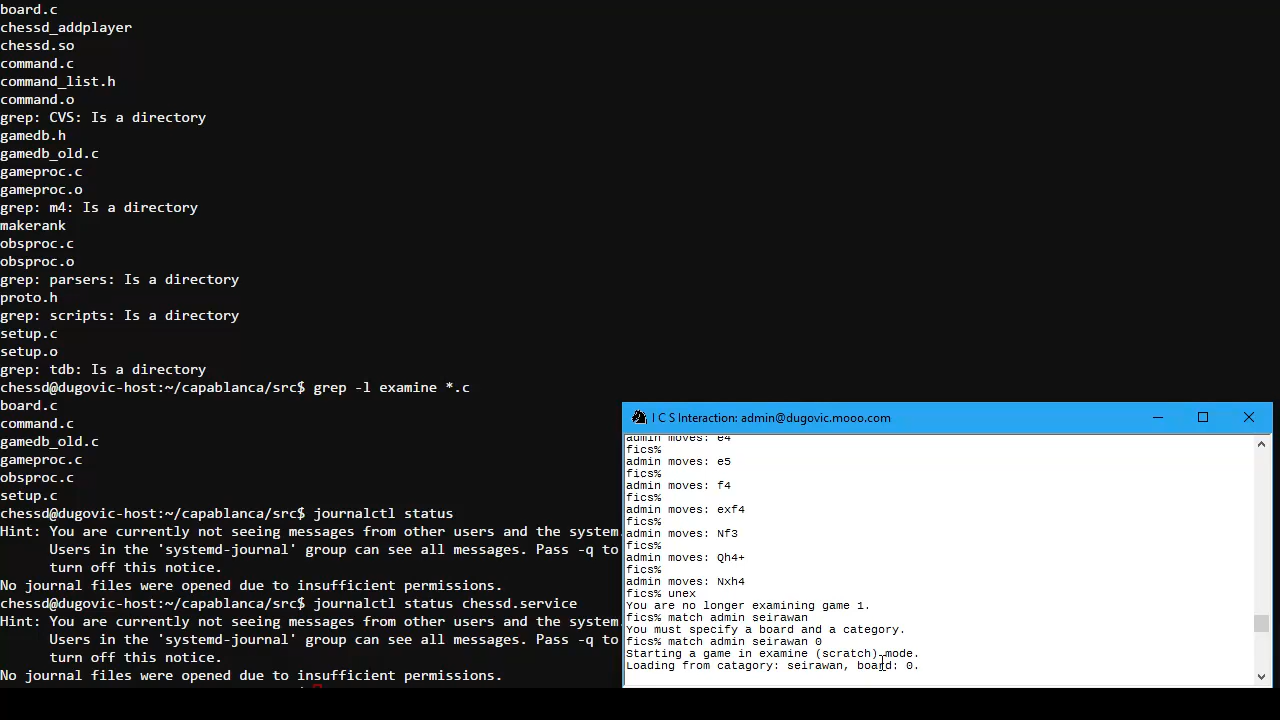 board.c
chessd_addplayer
chessd.so
command.c
command_list.h
command.o
grep: CVS: Is a directory
gamedb.h
gamedb_old.c
gameproc.c
gameproc.o
grep: m4: Is a directory
makerank
obsproc.c
obsproc.o
grep: parsers: Is a directory
proto.h
grep: scripts: Is a directory
setup.c
setup.o
grep: tdb: Is a directory
chessd@dugovic-host:~/capablanca/src$ grep -l examine *.c
board.c
command.c
gamedb_old.c
gameproc.c
obsproc.c
setup.c
chessd@dugovic-host:~/capablanca/src$ journalctl status
Hint: You are currently not seeing messages from other users and the system.
Users in the 'systemd-journal' group can see all messages. Pass -q to
turn off this notice.
No journal files were opened due to insufficient permissions.
chessd@dugovic-host:~/capablanca/src$ journalctl status chessd.service
Hint: You are currently not seeing messages from other users and the system.
Users in the 'systemd-journal' group can see all messages. Pass -q to
turn off this notice.
No journal files were opened due to insufficient permissions.
I C S Interaction: admin@dugovic.mooo.com
admin moves: e4
fics%
admin moves: e5
fics%
admin moves: f4
fics%
admin moves: exf4
fics%
admin moves: Nf3
fics%
admin moves: Qh4+
fics%
admin moves: Nxh4
fics% unex
You are no longer examining game 1.
fics% match admin seirawan
You must specify a board and a category.
fics% match admin seirawan 0
Starting a game in examine (scratch) mode.
Loading from catagory: seirawan, board: 0.